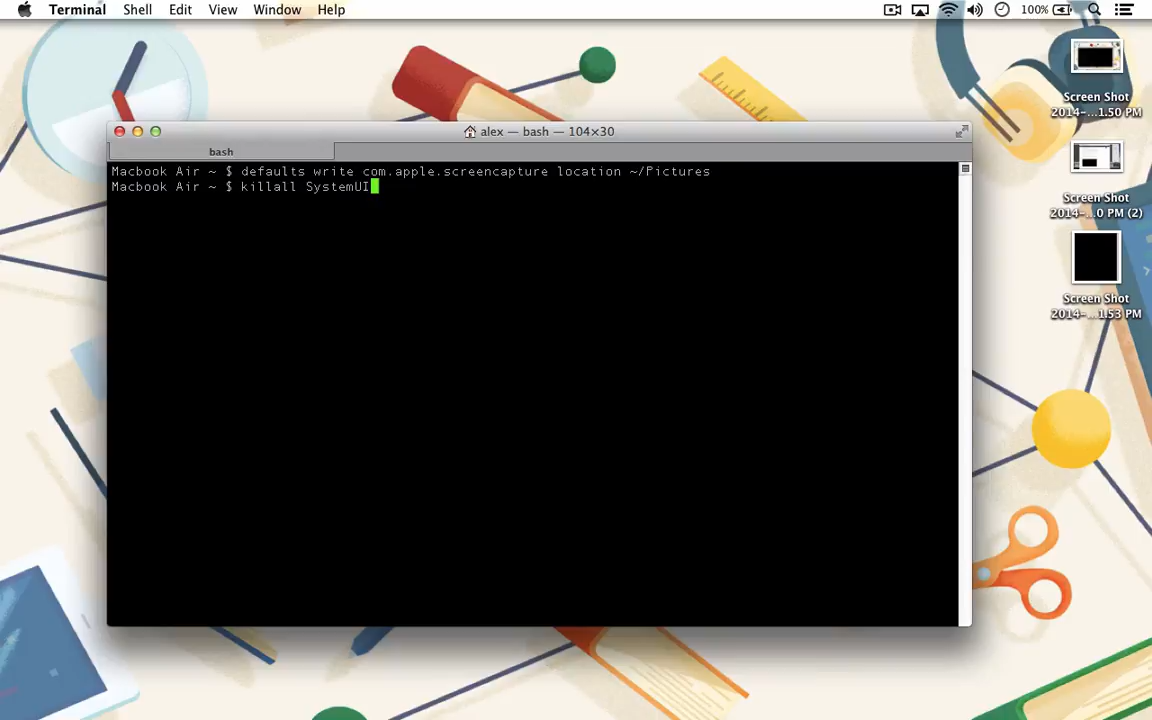 Terminal Shell Edit View Window Help 100%
Screen Shot
2014-...1.50 PM
alex — bash — 104×30
bash
Macbook Air ~ $ defaults write com.apple.screencapture location ~/Pictures
Macbook Air ~ $ killall SystemUI
Screen Shot
2014-...0 PM (2)
Screen Shot
2014-...1.53 PM